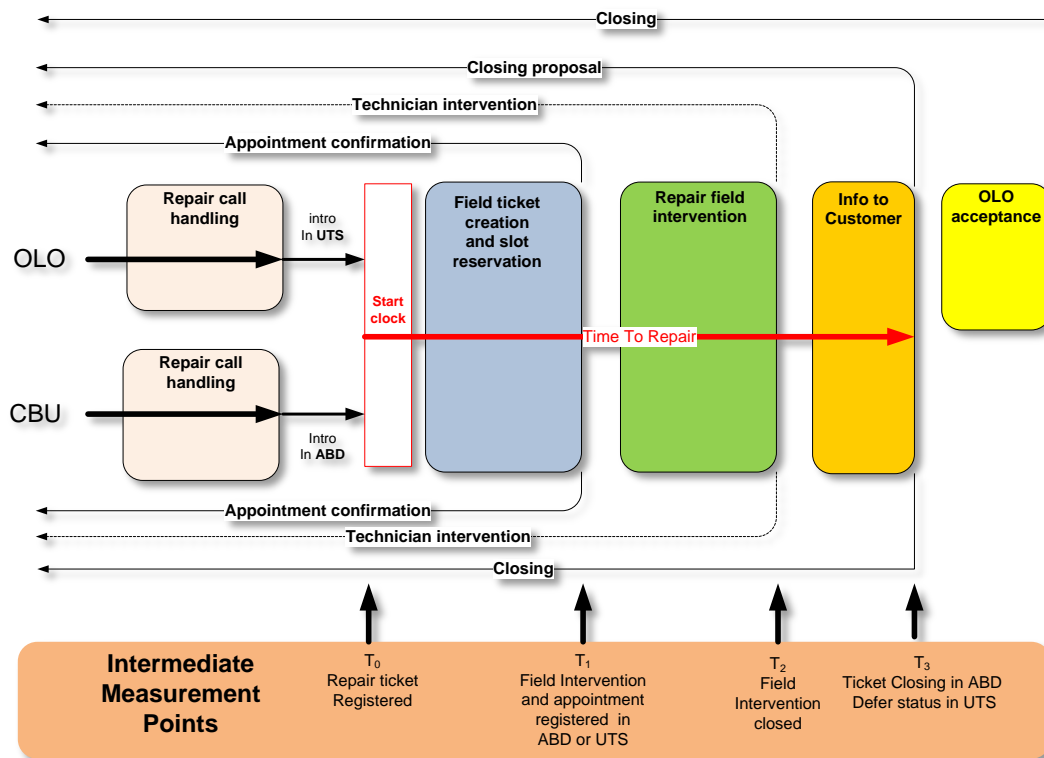 Closing
Closing proposal
Technician intervention
Appointment confirmation
Repair call
handling
intro
In UTS
OLO
Start
clock
Field ticket
creation
and slot
reservation
Repair field
intervention
Info to
Customer
OLO
acceptance
Time To Repair
Repair call
handling
CBU
Intro
In ABD
Appointment confirmation
Technician intervention
Closing
Intermediate
Measurement
Points
T₀
Repair ticket
Registered
T₁
Field Intervention
and appointment
registered in
ABD or UTS
T₂
Field
Intervention
closed
T₃
Ticket Closing in ABD
Defer status in UTS